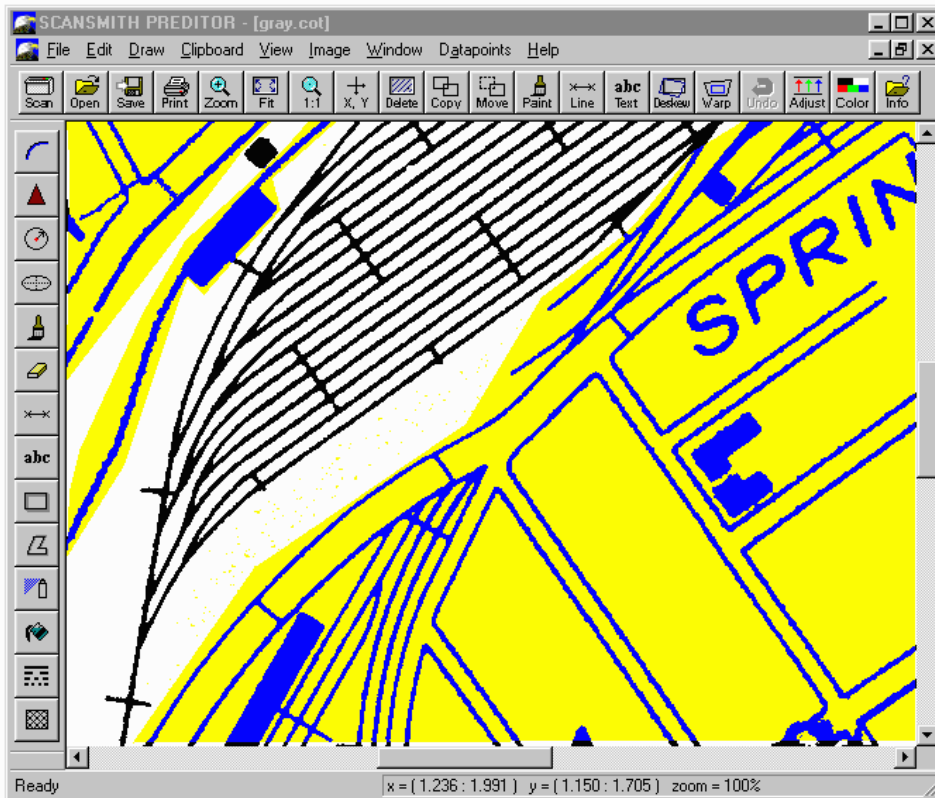 SCANSMITH PREDITOR - [gray.cot]
File Edit Draw Clipboard View Image Window Datapoints Help
Scan Open Save Print Zoom Fit 1:1 X, Y Delete Copy Move Paint Line abc Text Deskew Warp Undo Adjust Color Info
SPRIN
abc
Ready x = ( 1.236 : 1.991 ) y = ( 1.150 : 1.705 ) zoom = 100%